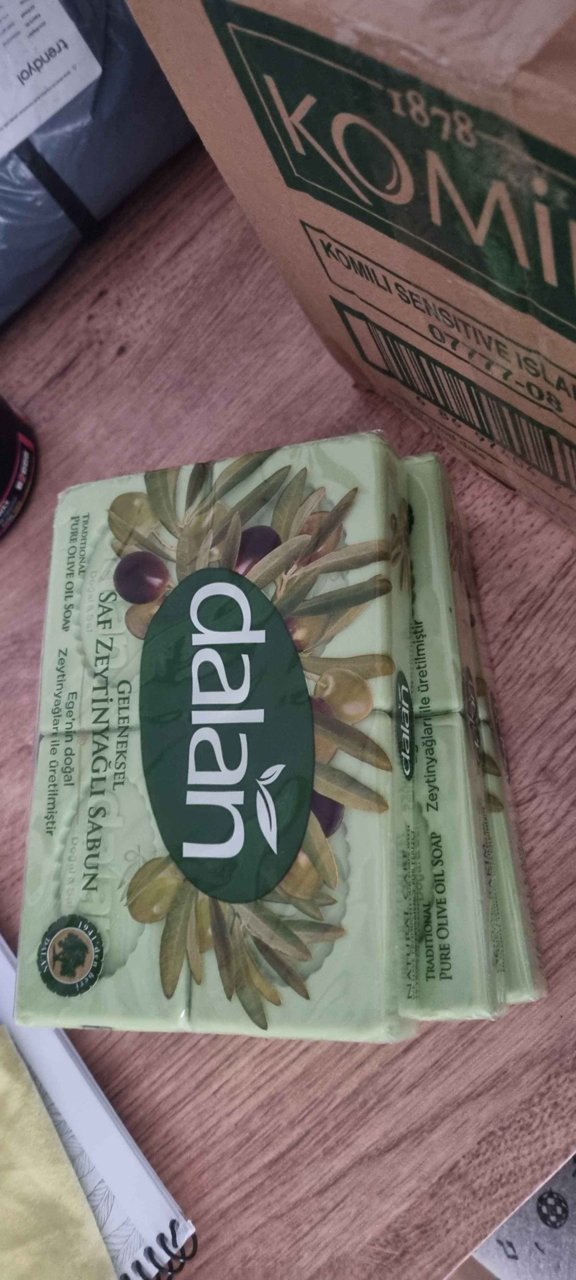 trendyol
1878
KOMİ
KOMILI SENSITIVE ISLA
07777-08
dalan
GELENEKSEL
SAF ZEYTİNYAĞLI SABUN
Ege'nin doğal
Zeytinyağları ile üretilmiştir
TRADITIONAL
PURE OLIVE OIL SOAP
dalan
Zeytinyağları ile üretilmiştir
TRADITIONAL
PURE OLIVE OIL SOAP